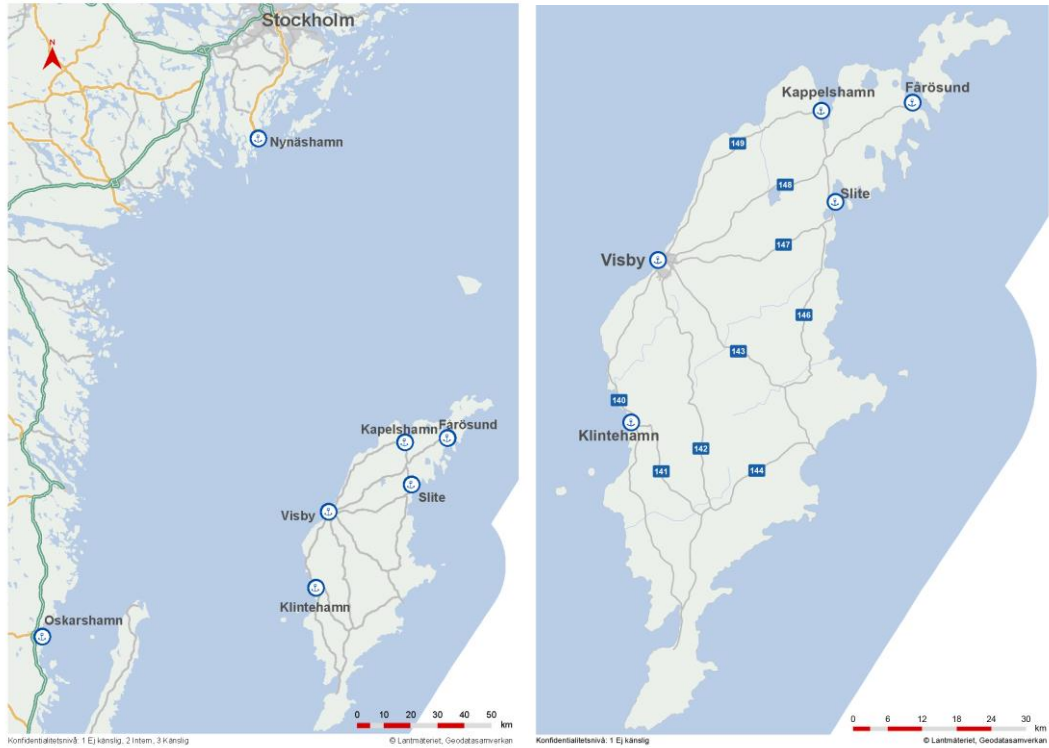 Stockholm
N
Nynäshamn
Kapelshamn
Fårösund
Slite
Visby
Klintehamn
Oskarshamn
0 10 20 30 40 50
km
Konfidentialitetsnivå: 1 Ej känslig, 2 Intern, 3 Känslig
© Lantmäteriet, Geodatasamverkan
Kappelshamn
Fårösund
149
148
Slite
147
Visby
146
143
140
Klintehamn
142
141
144
0 6 12 18 24 30
km
Konfidentialitetsnivå: 1 Ej känslig
© Lantmäteriet, Geodatasamverkan